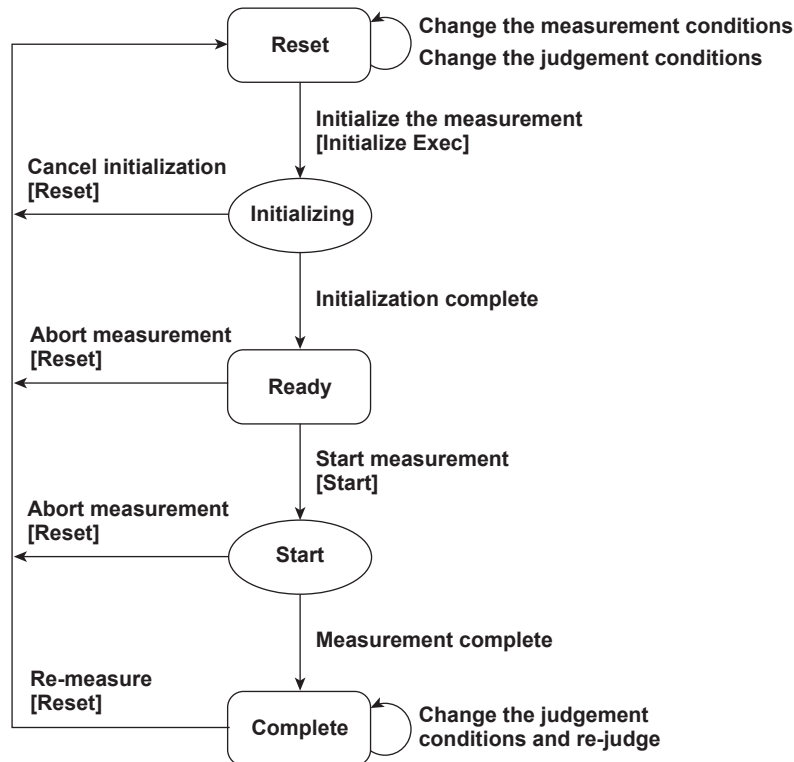 Reset
Change the measurement conditions
Change the judgement conditions
Initialize the measurement
[Initialize Exec]
Cancel initialization
[Reset]
Initializing
Initialization complete
Abort measurement
[Reset]
Ready
Start measurement
[Start]
Abort measurement
[Reset]
Start
Measurement complete
Re-measure
[Reset]
Complete
Change the judgement
conditions and re-judge